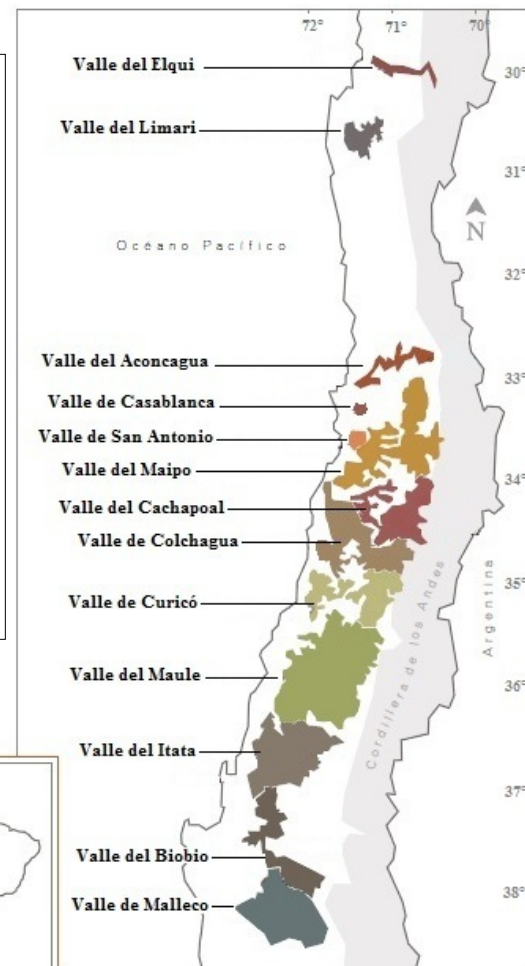 72° 71° 70°
Valle del Elqui
30°
Valle del Limari
31°
N
Océano Pacífico
32°
Valle del Aconcagua
33°
Valle de Casablanca
Valle de San Antonio
Valle del Maipo
34°
Valle del Cachapoal
Valle de Colchagua
Cordillera de los Andes
Argentina
35°
Valle de Curicó
Valle del Maule
36°
Valle del Itata
37°
Valle del Biobio
38°
Valle de Malleco